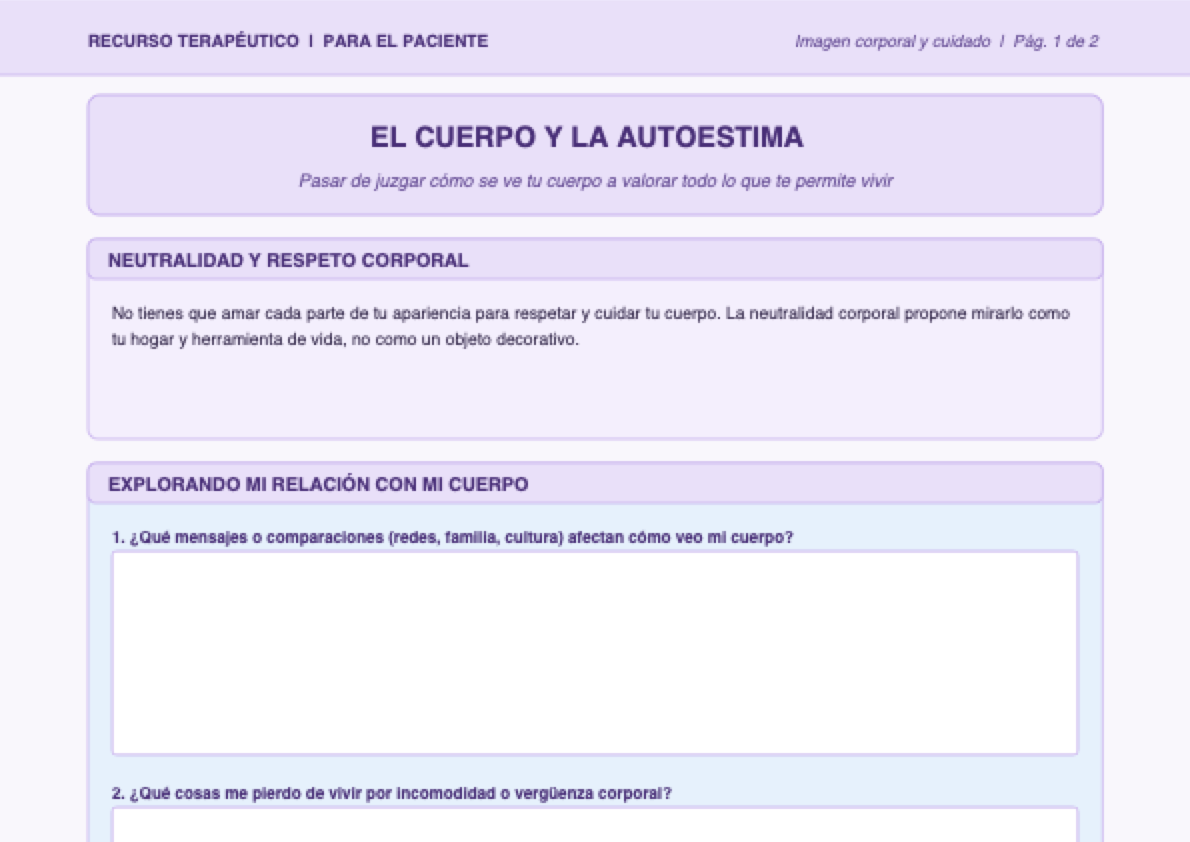 RECURSO TERAPÉUTICO | PARA EL PACIENTE
Imagen corporal y cuidado | Pág. 1 de 2
EL CUERPO Y LA AUTOESTIMA
Pasar de juzgar cómo se ve tu cuerpo a valorar todo lo que te permite vivir
NEUTRALIDAD Y RESPETO CORPORAL
No tienes que amar cada parte de tu apariencia para respetar y cuidar tu cuerpo. La neutralidad corporal propone mirarlo como
tu hogar y herramienta de vida, no como un objeto decorativo.
EXPLORANDO MI RELACIÓN CON MI CUERPO
1. ¿Qué mensajes o comparaciones (redes, familia, cultura) afectan cómo veo mi cuerpo?
2. ¿Qué cosas me pierdo de vivir por incomodidad o vergüenza corporal?